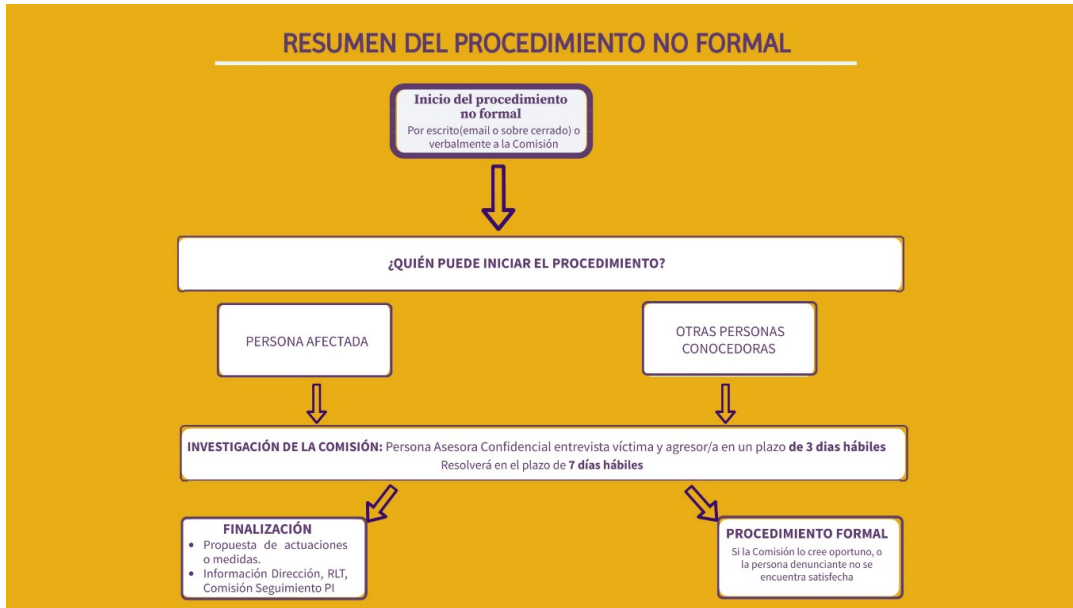 RESUMEN DEL PROCEDIMIENTO NO FORMAL
Inicio del procedimiento
no formal
Por escrito(email o sobre cerrado) o
verbalmente a la Comisión
¿QUIÉN PUEDE INICIAR EL PROCEDIMIENTO?
PERSONA AFECTADA
OTRAS PERSONAS
CONOCEDORAS
INVESTIGACIÓN DE LA COMISIÓN: Persona Asesora Confidencial entrevista víctima y agresor/a en un plazo de 3 dias hábiles
Resolverá en el plazo de 7 días hábiles
FINALIZACIÓN
• Propuesta de actuaciones
o medidas.
• Información Dirección, RLT,
Comisión Seguimiento PI
PROCEDIMIENTO FORMAL
Si la Comisión lo cree oportuno, o
la persona denunciante no se
encuentra satisfecha